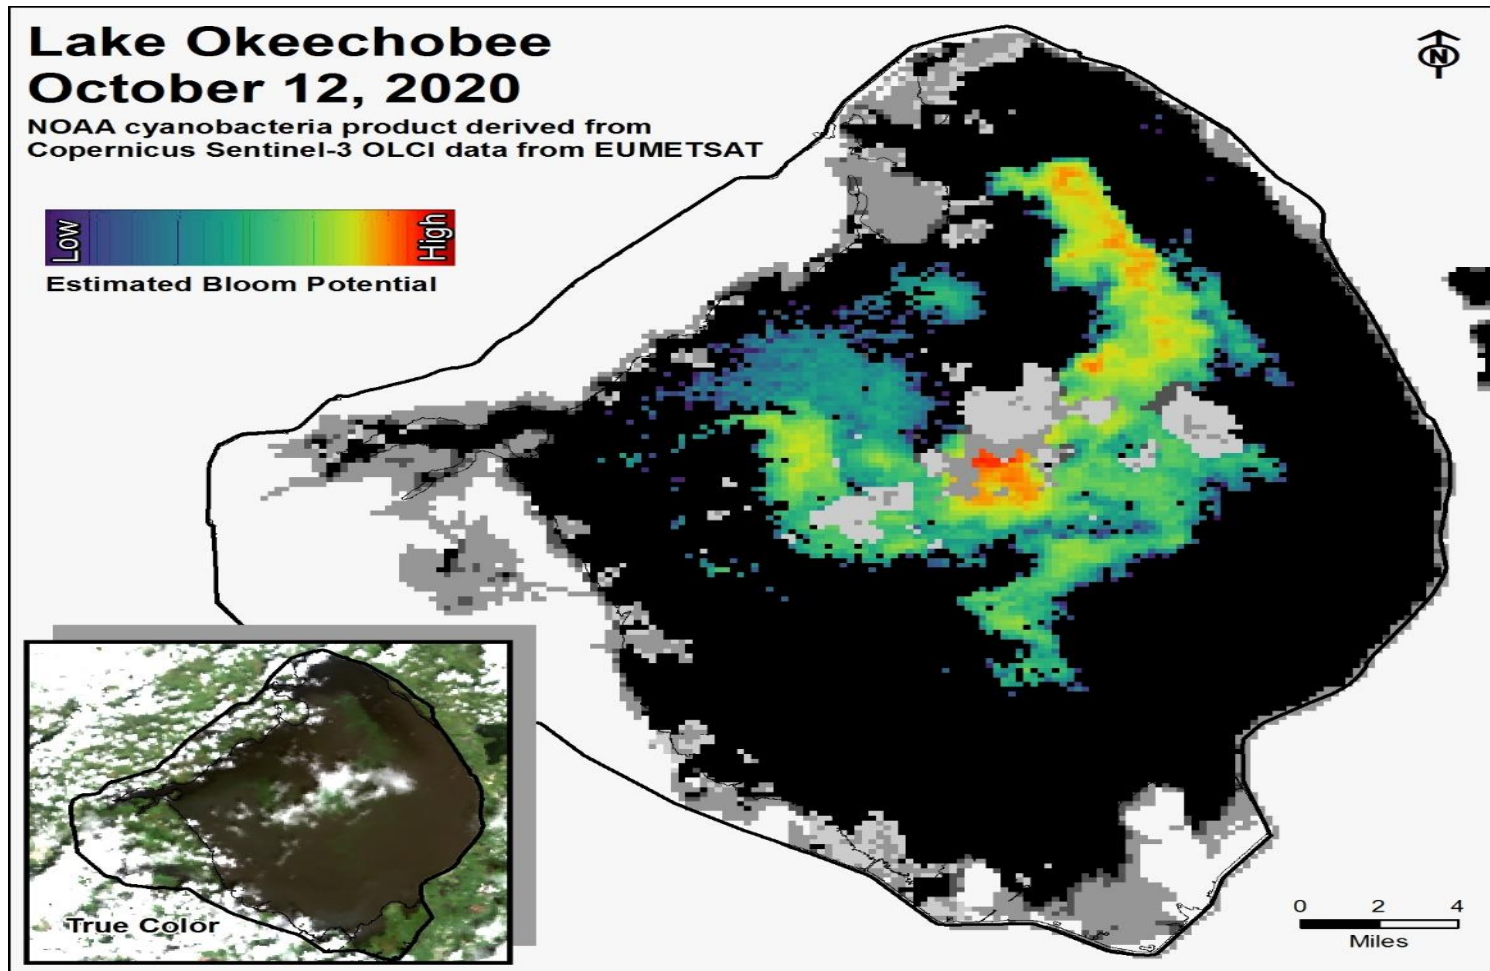 Lake Okeechobee
October 12, 2020
NOAA cyanobacteria product derived from
Copernicus Sentinel-3 OLCI data from EUMETSAT
N
Low
High
Estimated Bloom Potential
True Color
0 2 4
Miles